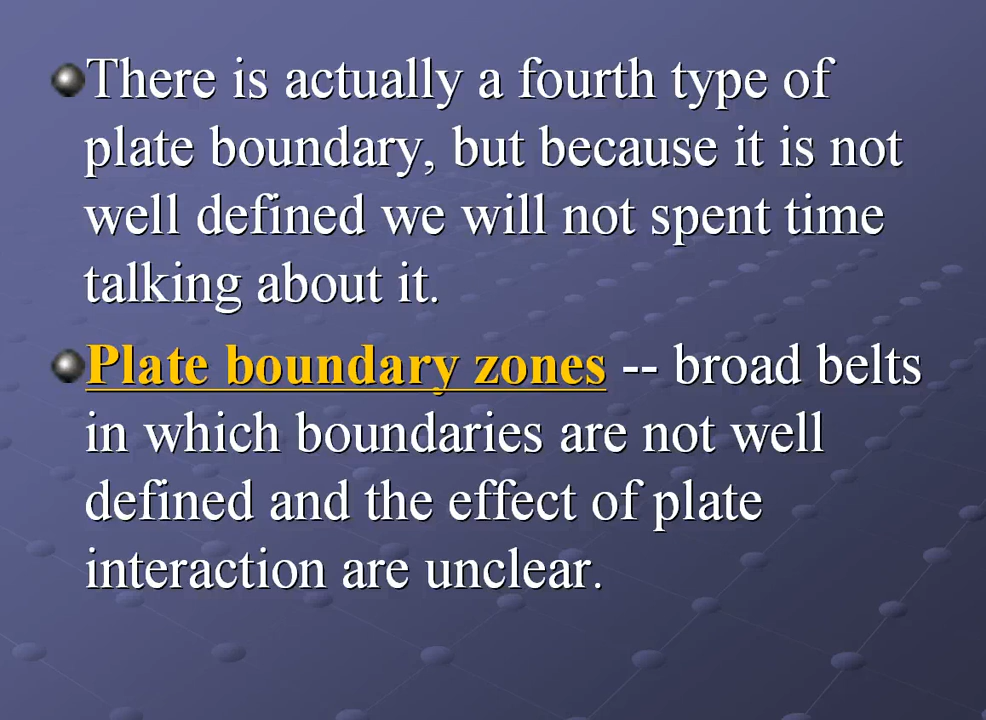 There is actually a fourth type of
plate boundary, but because it is not
well defined we will not spent time
talking about it.
Plate boundary zones -- broad belts
in which boundaries are not well
defined and the effect of plate
interaction are unclear.